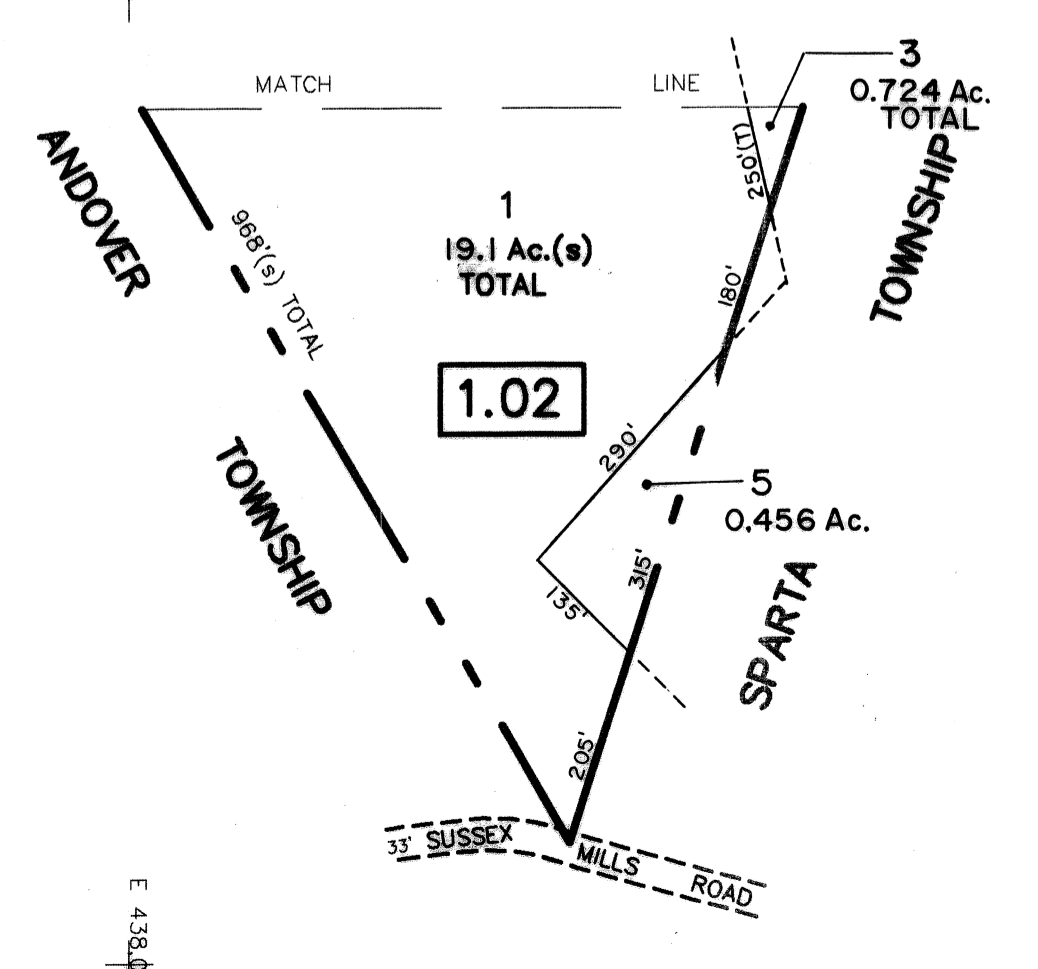 MATCH LINE
3
0.724 Ac.
TOTAL
ANDOVER
TOWNSHIP
968'(s) TOTAL
1
19.1 Ac.(s)
TOTAL
250'(T)
180'
TOWNSHIP
1.02
290'
5
0.456 Ac.
135'
315'
SPARTA
205'
33' SUSSEX MILLS ROAD
E 438,0